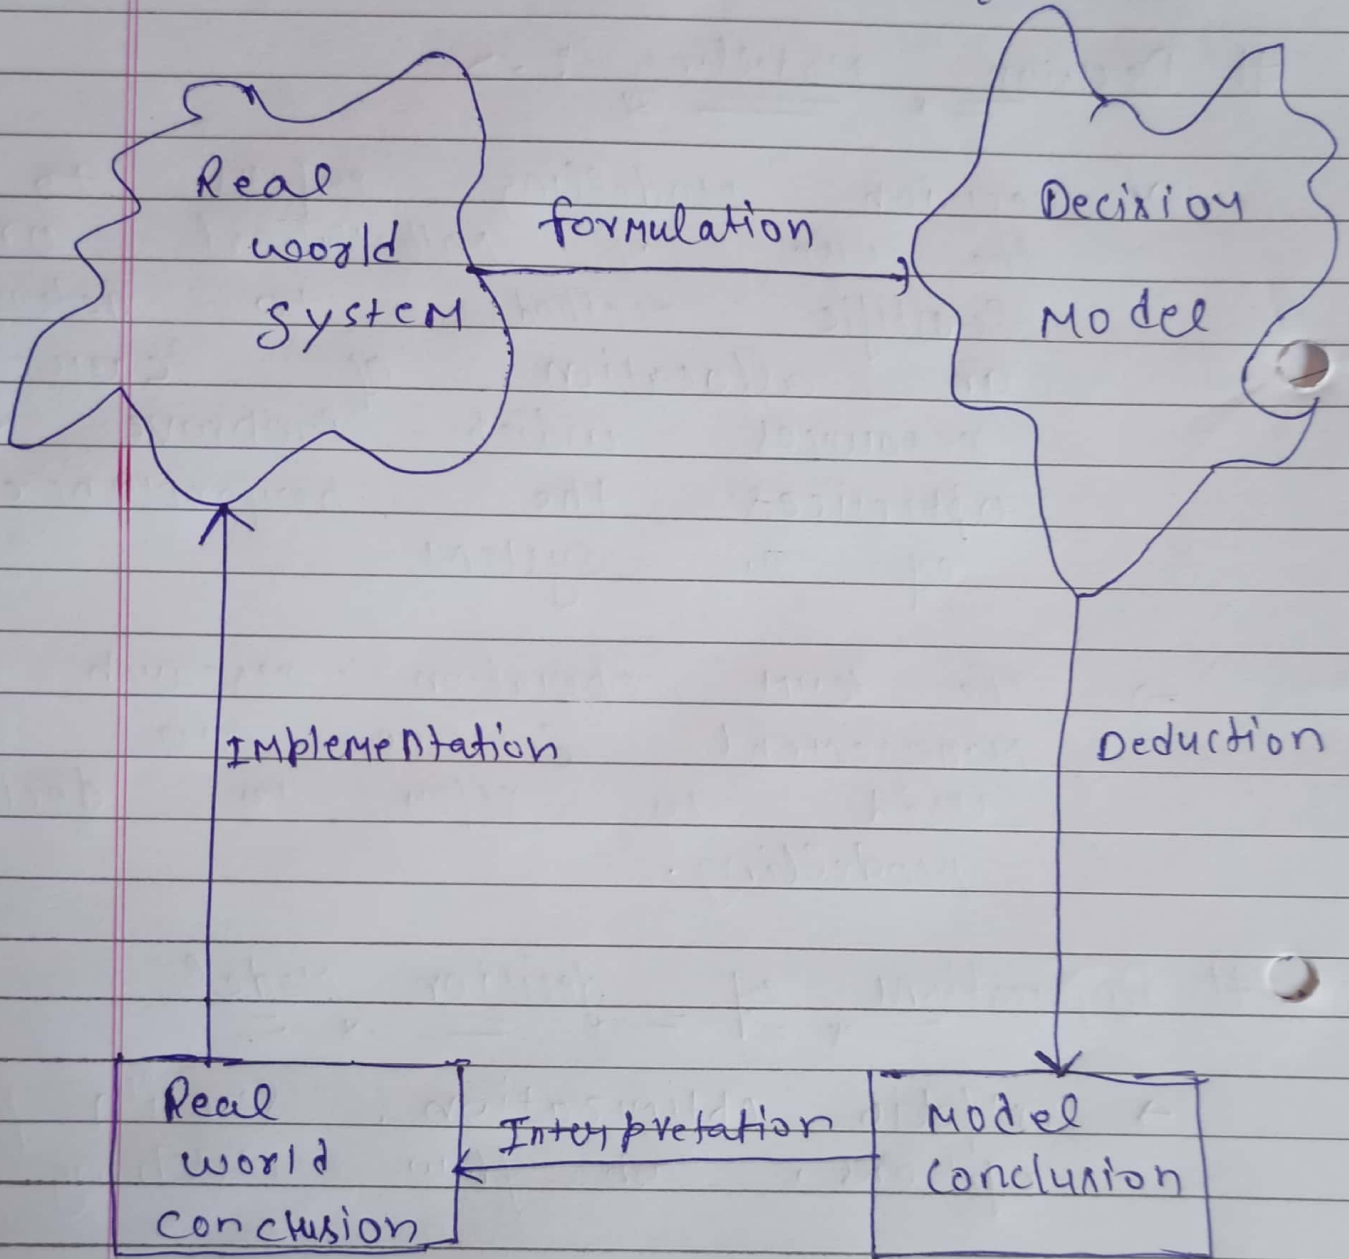 Real
world
System
formulation
Decision
Model
Implementation
Deduction
Real
world
conclusion
Interpretation
Model
conclusion